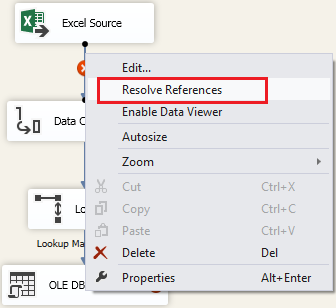 Excel Source
Edit...
Resolve References
Enable Data Viewer
Data C
Autosize
Zoom
Cut Ctrl+X
Copy Ctrl+C
Paste Ctrl+V
Lo
Lookup Ma
Delete Del
Properties Alt+Enter
OLE DB